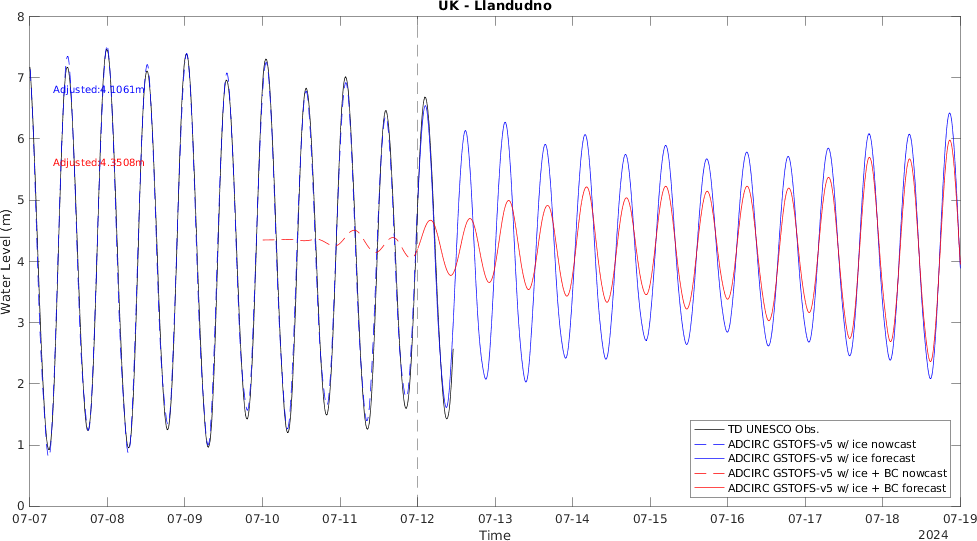 UK - Llandudno
8
7
6
5
4
3
2
1
0
Water Level (m)
Adjusted:4.1061m
Adjusted:4.3508m
TD UNESCO Obs.
ADCIRC GSTOFS-v5 w/ ice nowcast
ADCIRC GSTOFS-v5 w/ ice forecast
ADCIRC GSTOFS-v5 w/ ice + BC nowcast
ADCIRC GSTOFS-v5 w/ ice + BC forecast
07-07 07-08 07-09 07-10 07-11 07-12 07-13 07-14 07-15 07-16 07-17 07-18 07-19
Time
2024